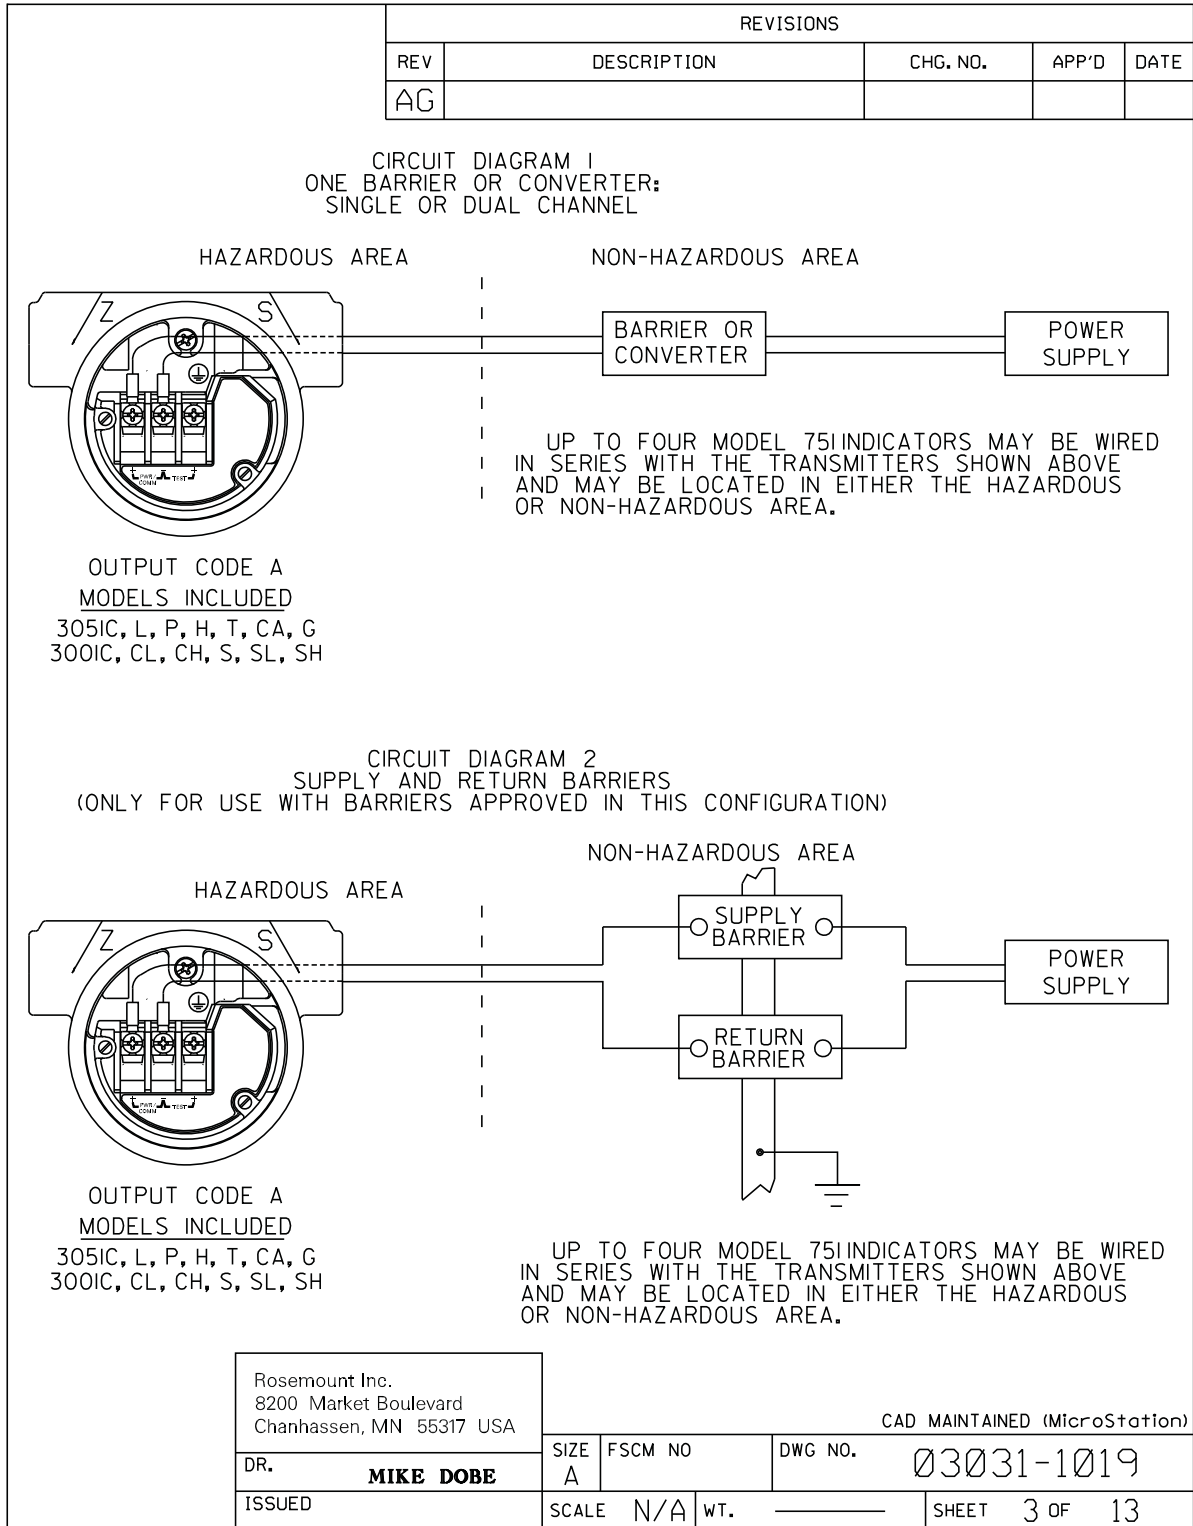 REVISIONS
REV DESCRIPTION CHG. NO. APP'D DATE
AG
CIRCUIT DIAGRAM 1
ONE BARRIER OR CONVERTER:
SINGLE OR DUAL CHANNEL
HAZARDOUS AREA NON-HAZARDOUS AREA
Z S
BARRIER OR
CONVERTER
POWER
SUPPLY
PWR/
COMM
TEST
UP TO FOUR MODEL 751 INDICATORS MAY BE WIRED
IN SERIES WITH THE TRANSMITTERS SHOWN ABOVE
AND MAY BE LOCATED IN EITHER THE HAZARDOUS
OR NON-HAZARDOUS AREA.
OUTPUT CODE A
MODELS INCLUDED
3051C, L, P, H, T, CA, G
3001C, CL, CH, S, SL, SH
CIRCUIT DIAGRAM 2
SUPPLY AND RETURN BARRIERS
(ONLY FOR USE WITH BARRIERS APPROVED IN THIS CONFIGURATION)
NON-HAZARDOUS AREA
HAZARDOUS AREA
Z S
SUPPLY
BARRIER
POWER
SUPPLY
RETURN
BARRIER
PWR/
COMM
TEST
OUTPUT CODE A
MODELS INCLUDED
3051C, L, P, H, T, CA, G
3001C, CL, CH, S, SL, SH
UP TO FOUR MODEL 751 INDICATORS MAY BE WIRED
IN SERIES WITH THE TRANSMITTERS SHOWN ABOVE
AND MAY BE LOCATED IN EITHER THE HAZARDOUS
OR NON-HAZARDOUS AREA.
Rosemount Inc.
8200 Market Boulevard
Chanhassen, MN 55317 USA
CAD MAINTAINED (MicroStation)
DR. MIKE DOBE
SIZE A FSCM NO DWG NO. 03031-1019
ISSUED
SCALE N/A WT. SHEET 3 OF 13